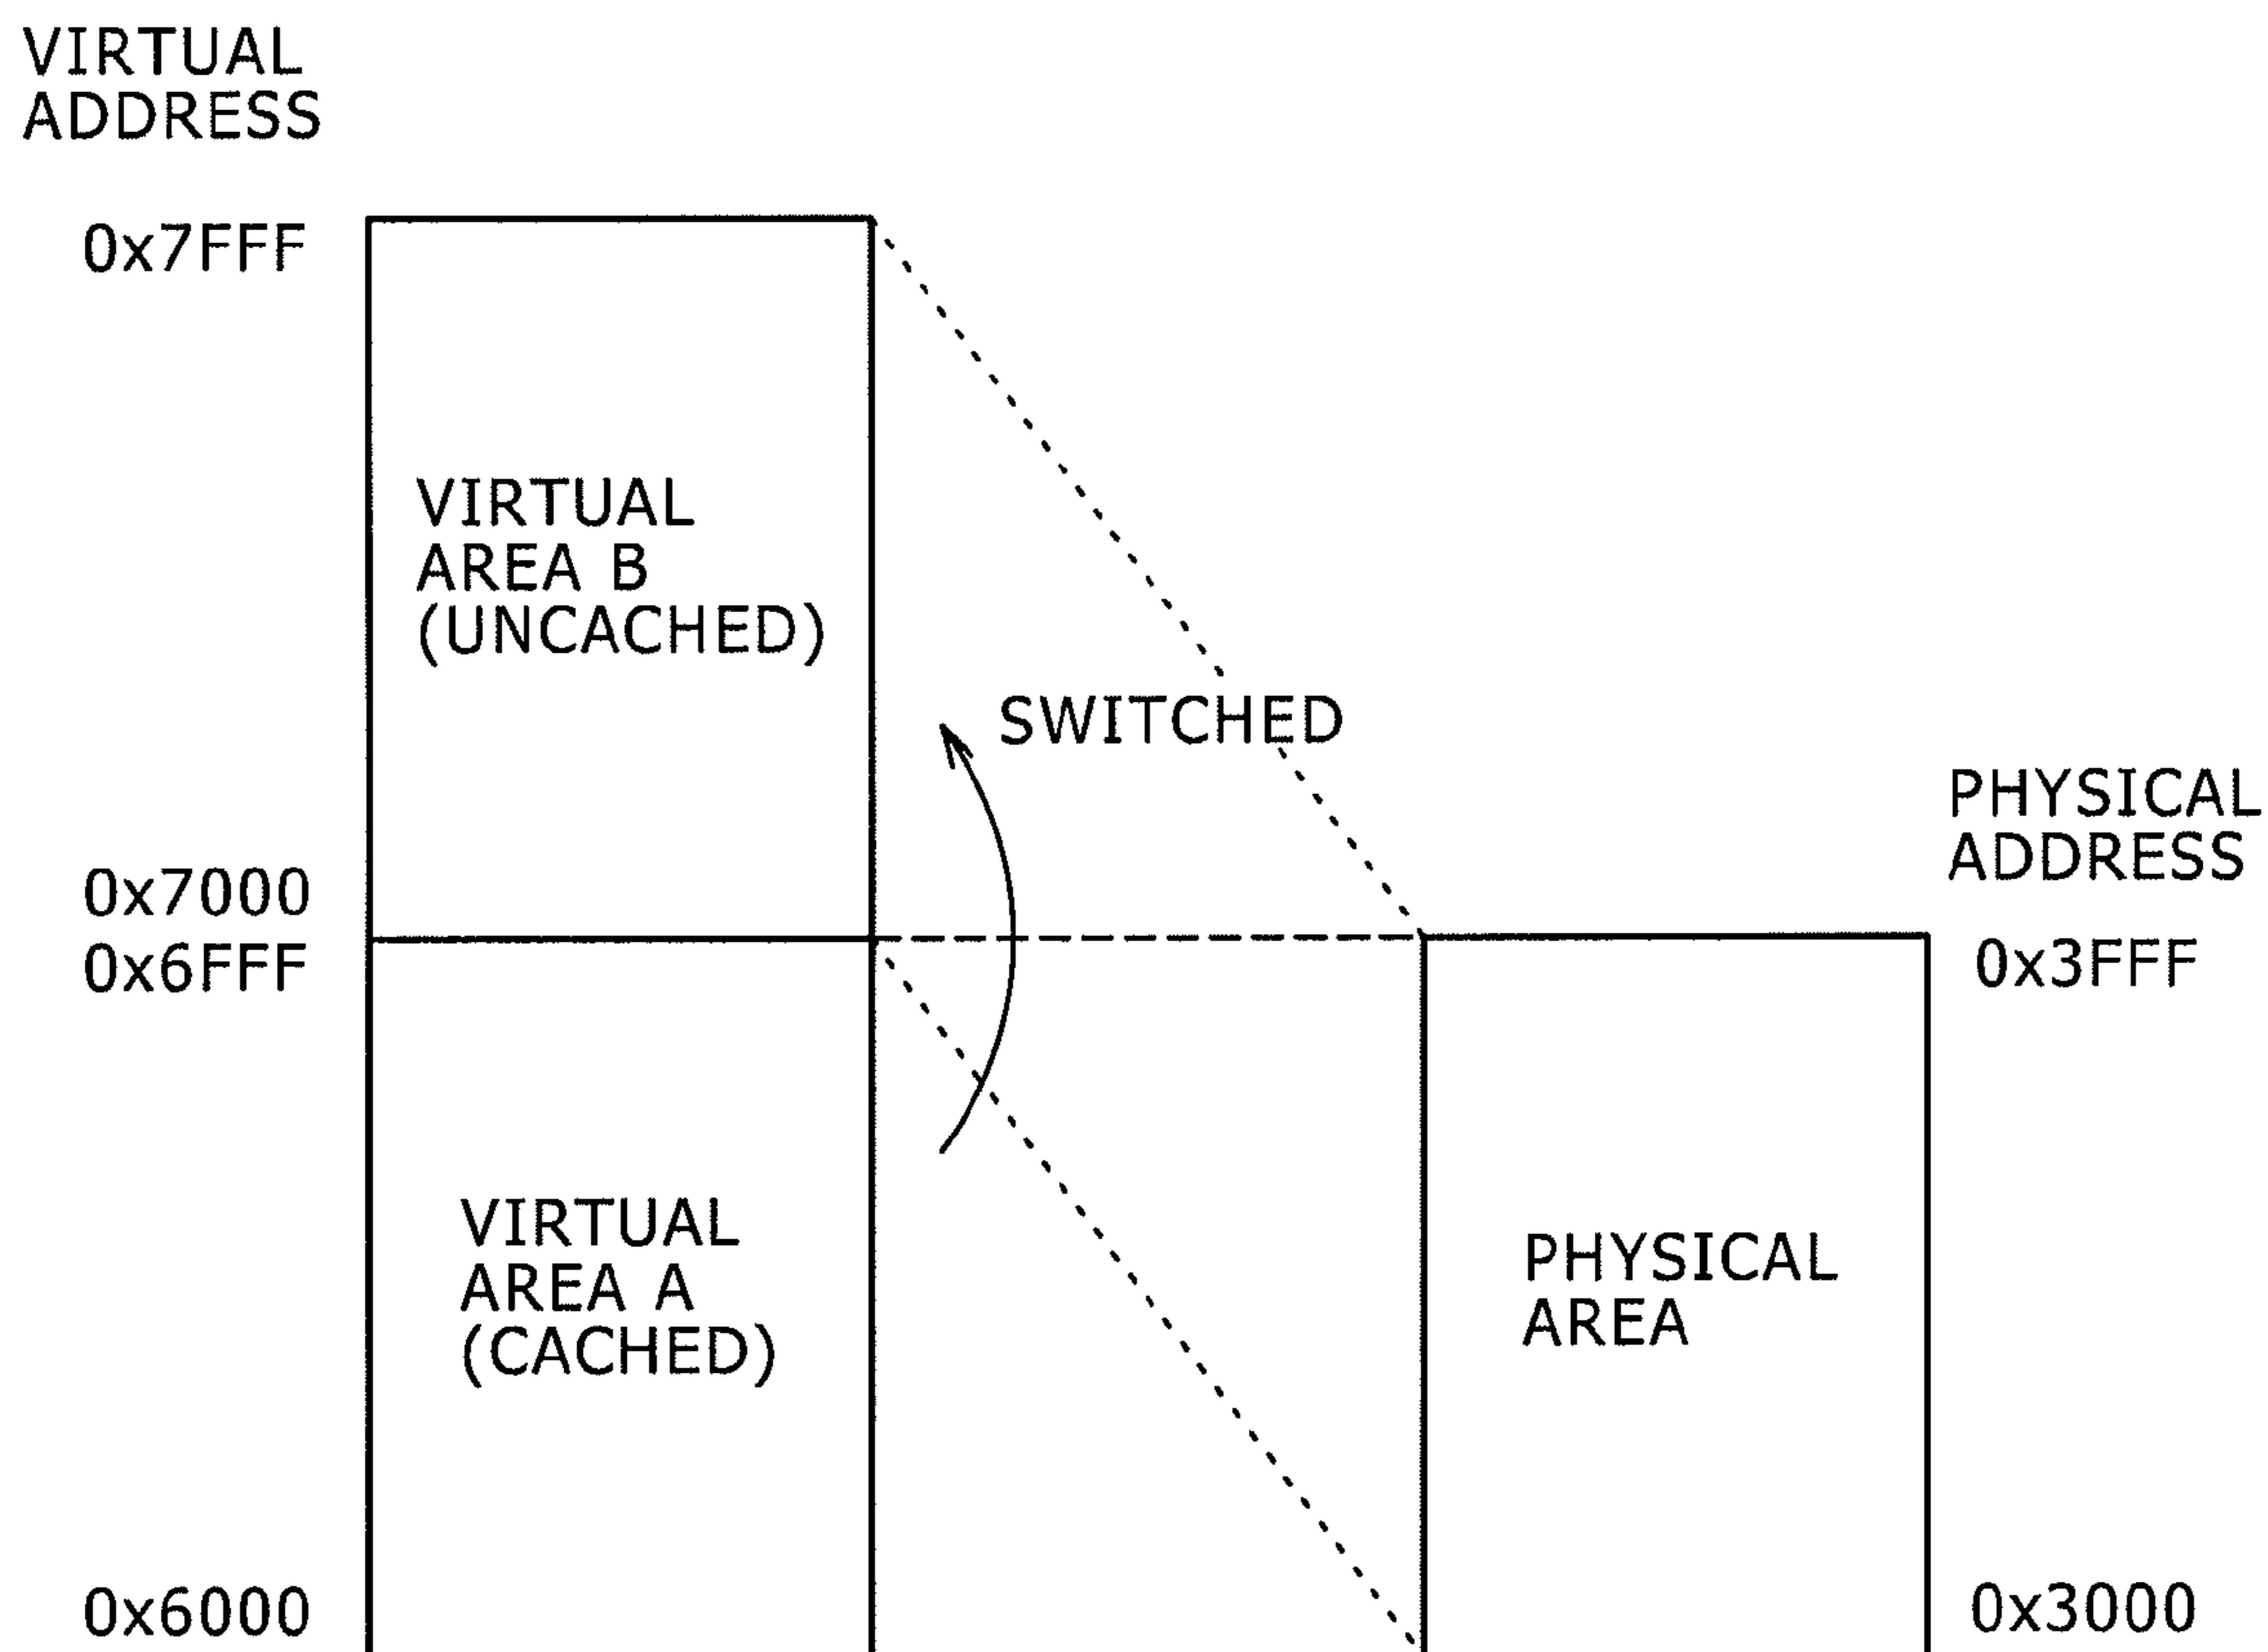 VIRTUAL
ADDRESS
0x7FFF
VIRTUAL
AREA B
(UNCACHED)
SWITCHED
PHYSICAL
ADDRESS
0x7000
0x6FFF
0x3FFF
VIRTUAL
AREA A
(CACHED)
PHYSICAL
AREA
0x6000
0x3000